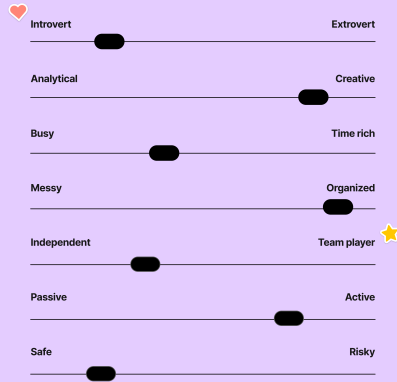 Introvert Extrovert
Analytical Creative
Busy Time rich
Messy Organized
Independent Team player
Passive Active
Safe Risky